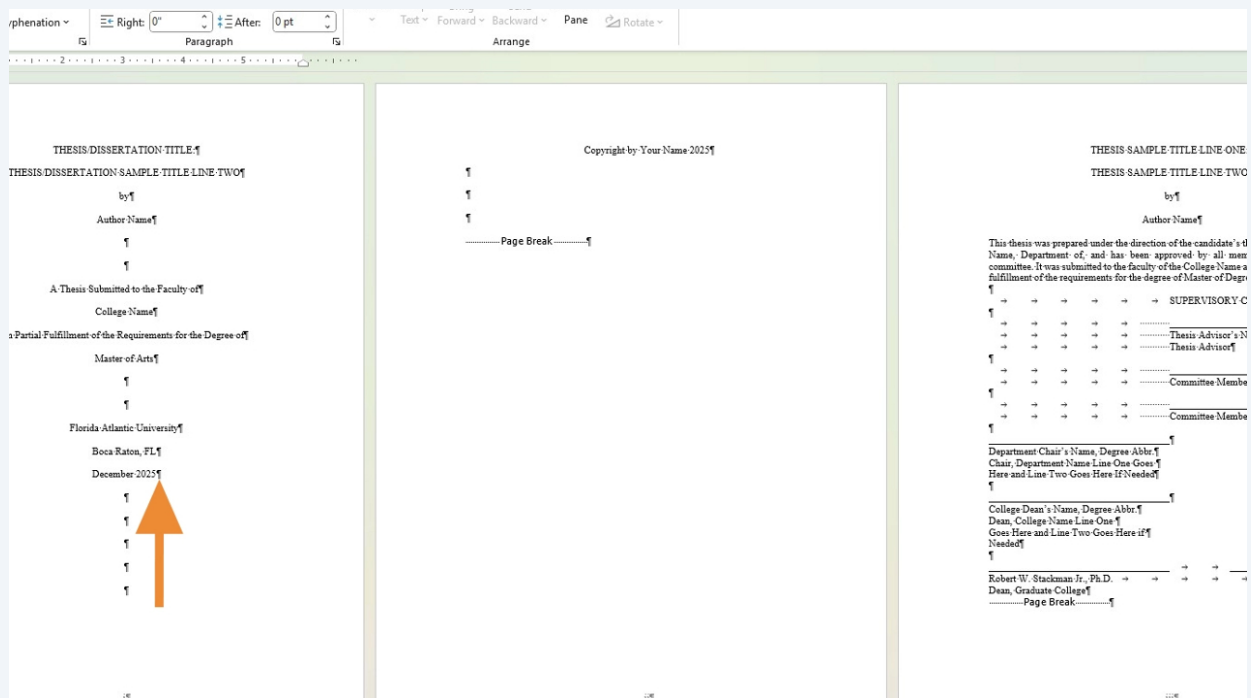 yphenation
Right: 0"
After: 0 pt
Text Forward Backward Pane Rotate
Paragraph
Arrange
2 3 4 5
THESIS/DISSERTATION·TITLE:¶
THESIS/DISSERTATION·SAMPLE·TITLE·LINE·TWO¶
by¶
Author·Name¶
¶
¶
A·Thesis·Submitted·to·the·Faculty·of¶
College·Name¶
Partial·Fulfillment·of·the·Requirements·for·the·Degree·of¶
Master·of·Arts¶
¶
¶
Florida·Atlantic·University¶
Boca·Raton,·FL¶
December·2025¶
¶
¶
¶
¶
¶
i¶
Copyright·by·Your·Name·2025¶
¶
¶
¶
Page Break¶
ii¶
THESIS·SAMPLE·TITLE·LINE·ONE
THESIS·SAMPLE·TITLE·LINE·TWO
by¶
Author·Name¶
This·thesis·was·prepared·under·the·direction·of·the·candidate's·t
Name,· Department· of,· and· has· been· approved· by· all· mem
committee.·It·was·submitted·to·the·faculty·of·the·College·Name·a
fulfillment·of·the·requirements·for·the·degree·of·Master·of·Degre
¶
→ → → → → → SUPERVISORY·C
¶
→ → → → →
→ → → → → Thesis·Advisor's·N
→ → → → → Thesis·Advisor¶
¶
→ → → → →
→ → → → → Committee·Membe
¶
→ → → → →
→ → → → → Committee·Membe
¶
¶
Department·Chair's·Name,·Degree·Abbr.¶
Chair,·Department·Name·Line·One·Goes·¶
Here·and·Line·Two·Goes·Here·If·Needed¶
¶
¶
College·Dean's·Name,·Degree·Abbr.¶
Dean,·College·Name·Line·One·¶
Goes·Here·and·Line·Two·Goes·Here·if·¶
Needed¶
¶
→ →
Robert·W.·Stackman·Jr.,·Ph.D. → → → → →
Dean,·Graduate·College¶
Page Break¶
iii¶